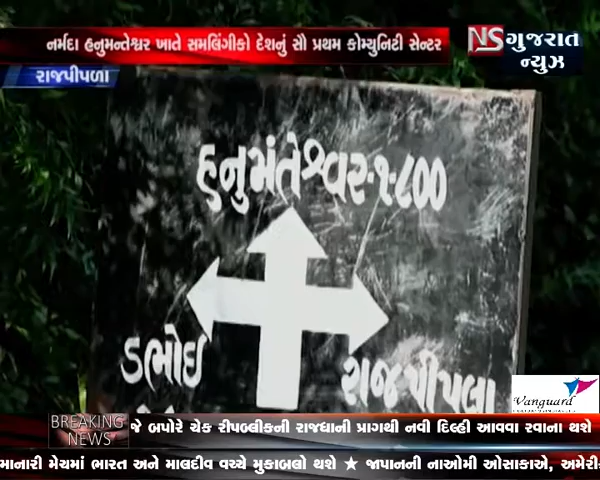 નર્મદા હનુમન્તેશ્વર ખાતે સમલિંગીકો દેશનું સૌ પ્રથમ કોમ્યુનિટી સેન્ટર
NS ગુજરાત
ન્યુઝ
રાજપીપળા
હનુમંતેશ્વર-૧-૮૦૦
ડભોઇ
રાજપીપલા
Vanguard
BREAKING
NEWS
જે બપોરે ચેક રીપબ્લીકની રાજધાની પ્રાગથી નવી દિલ્હી આવવા રવાના થશે
માનારી મેચમાં ભારત અને માલદીવ વચ્ચે મુકાબલો થશે ★ જાપાનની નાઓમી ઓસાકાએ, અમેરી